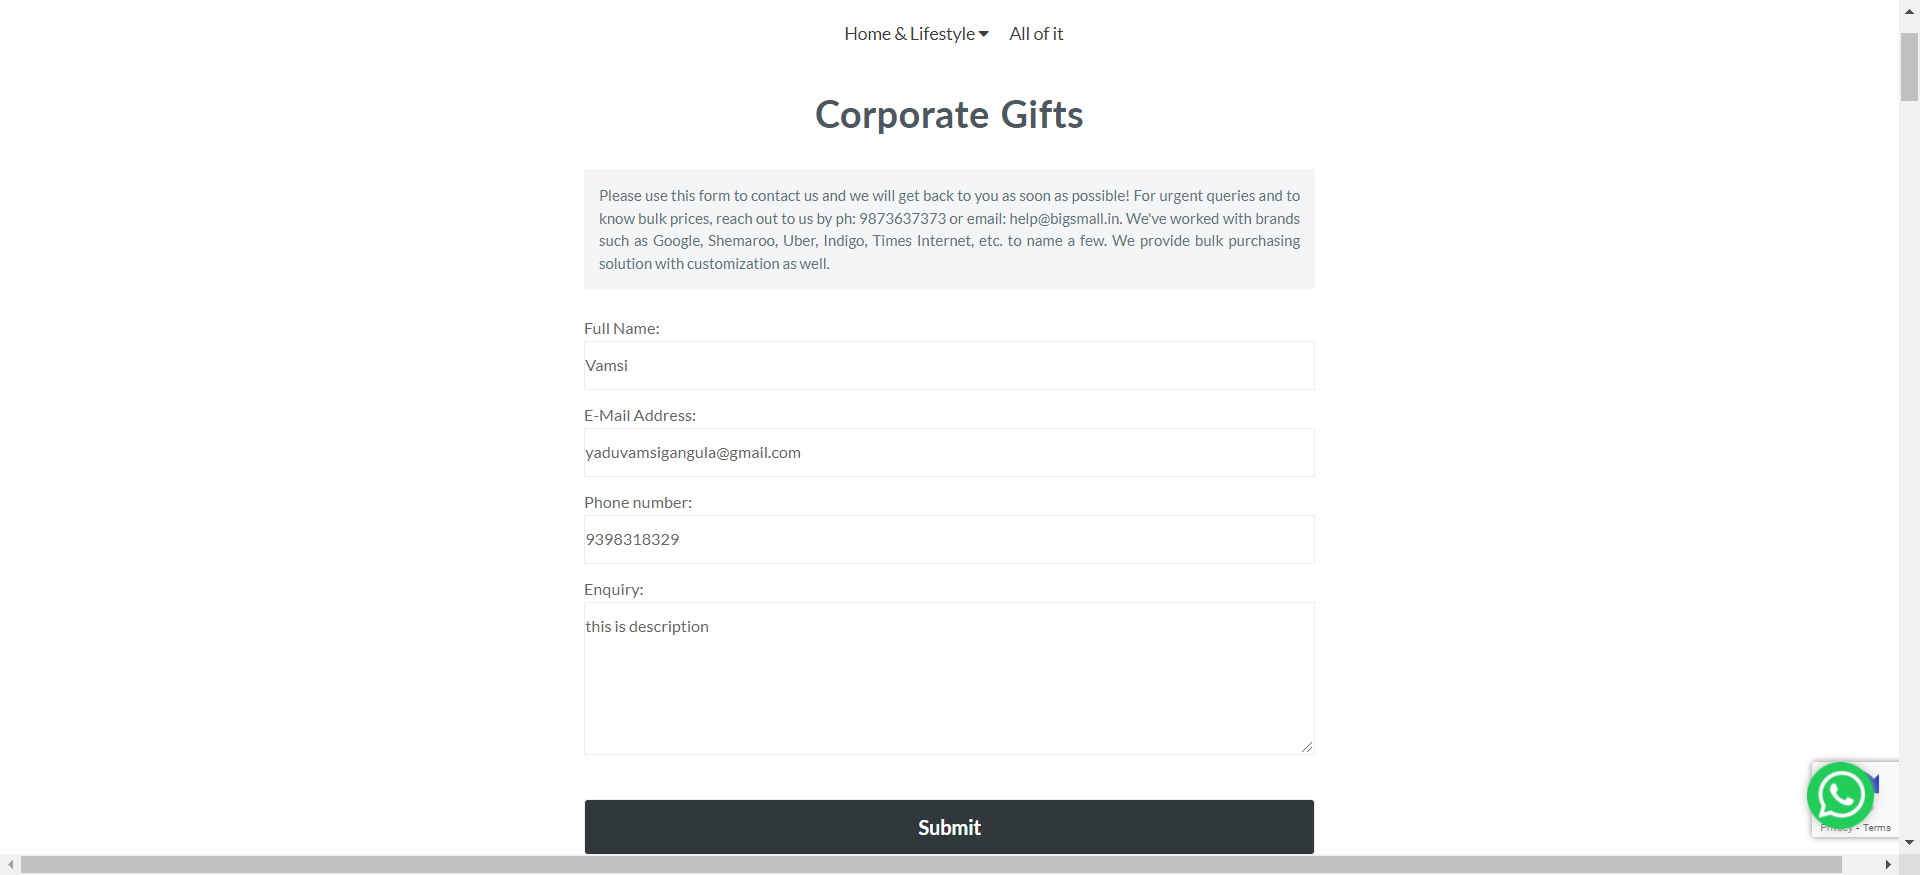 Home & Lifestyle All of it
Corporate Gifts
Please use this form to contact us and we will get back to you as soon as possible! For urgent queries and to
know bulk prices, reach out to us by ph: 9873637373 or email: help@bigsmall.in. We've worked with brands
such as Google, Shemaroo, Uber, Indigo, Times Internet, etc. to name a few. We provide bulk purchasing
solution with customization as well.
Full Name:
Vamsi
E-Mail Address:
yaduvamsigangula@gmail.com
Phone number:
9398318329
Enquiry:
this is description
Submit
Privacy - Terms